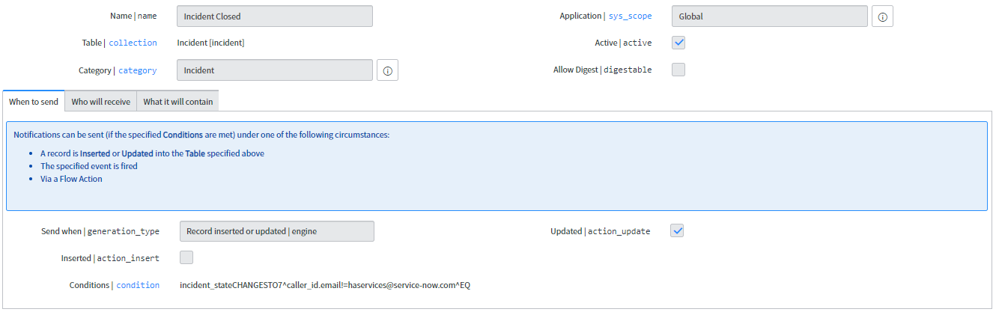 Name | name Incident Closed Application | sys_scope Global
Table | collection Incident [incident] Active | active
Category | category Incident Allow Digest | digestable
When to send Who will receive What it will contain
Notifications can be sent (if the specified Conditions are met) under one of the following circumstances:
• A record is Inserted or Updated into the Table specified above
• The specified event is fired
• Via a Flow Action
Send when | generation_type Record inserted or updated | engine Updated | action_update
Inserted | action_insert
Conditions | condition incident_stateCHANGESTO7^caller_id.email!=haservices@service-now.com^EQ